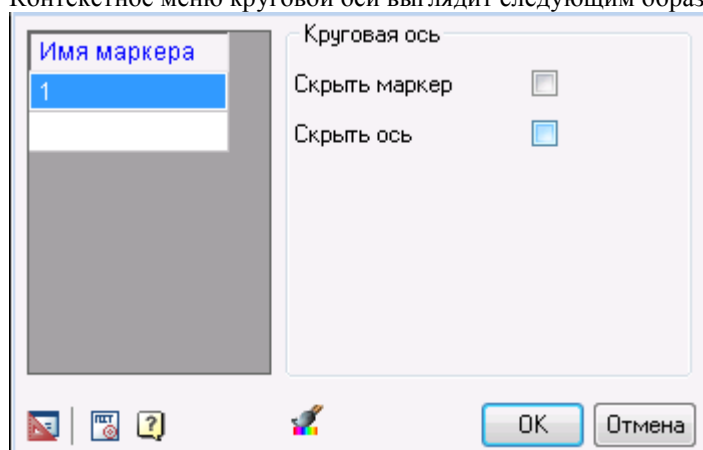 Контекстное меню круговой оси выглядит следующим образ
Имя маркера
1
Круговая ось
Скрыть маркер
Скрыть ось
OK
Отмена